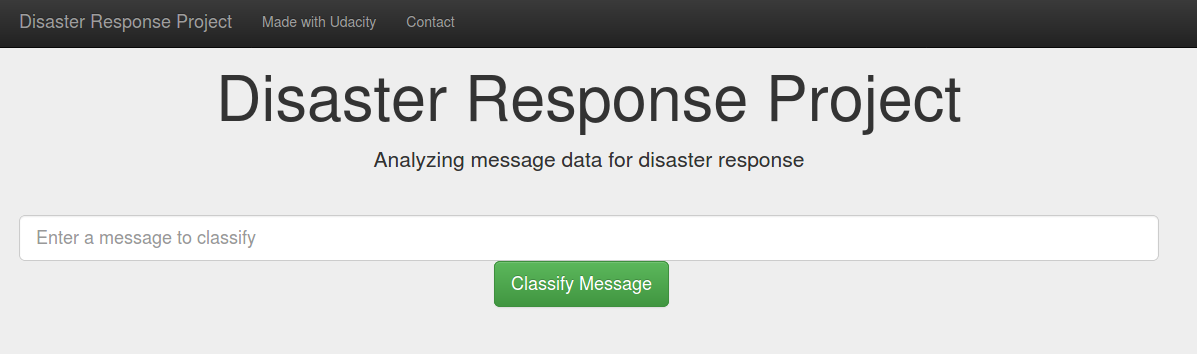 Disaster Response Project Made with Udacity Contact
Disaster Response Project
Analyzing message data for disaster response
Enter a message to classify
Classify Message